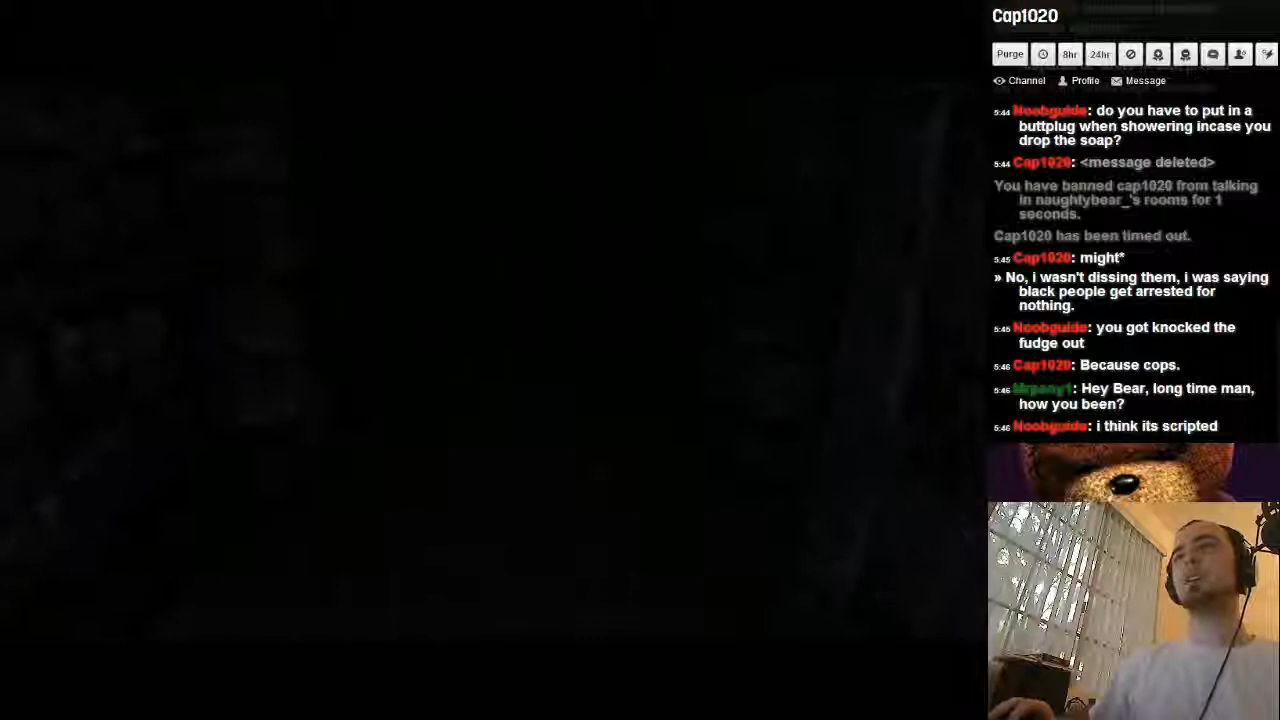 Cap1020
Purge 8hr 24hr
Channel Profile Message
5:44 Noobguide: do you have to put in a
buttplug when showering incase you
drop the soap?
5:44 Cap1020: <message deleted>
You have banned cap1020 from talking
in naughtybear_'s rooms for 1
seconds.
Cap1020 has been timed out.
5:45 Cap1020: might*
» No, i wasn't dissing them, i was saying
black people get arrested for
nothing.
5:45 Noobguide: you got knocked the
fudge out
5:46 Cap1020: Because cops.
5:46 Hey Bear, long time man,
how you been?
5:46 Noobguide: i think its scripted